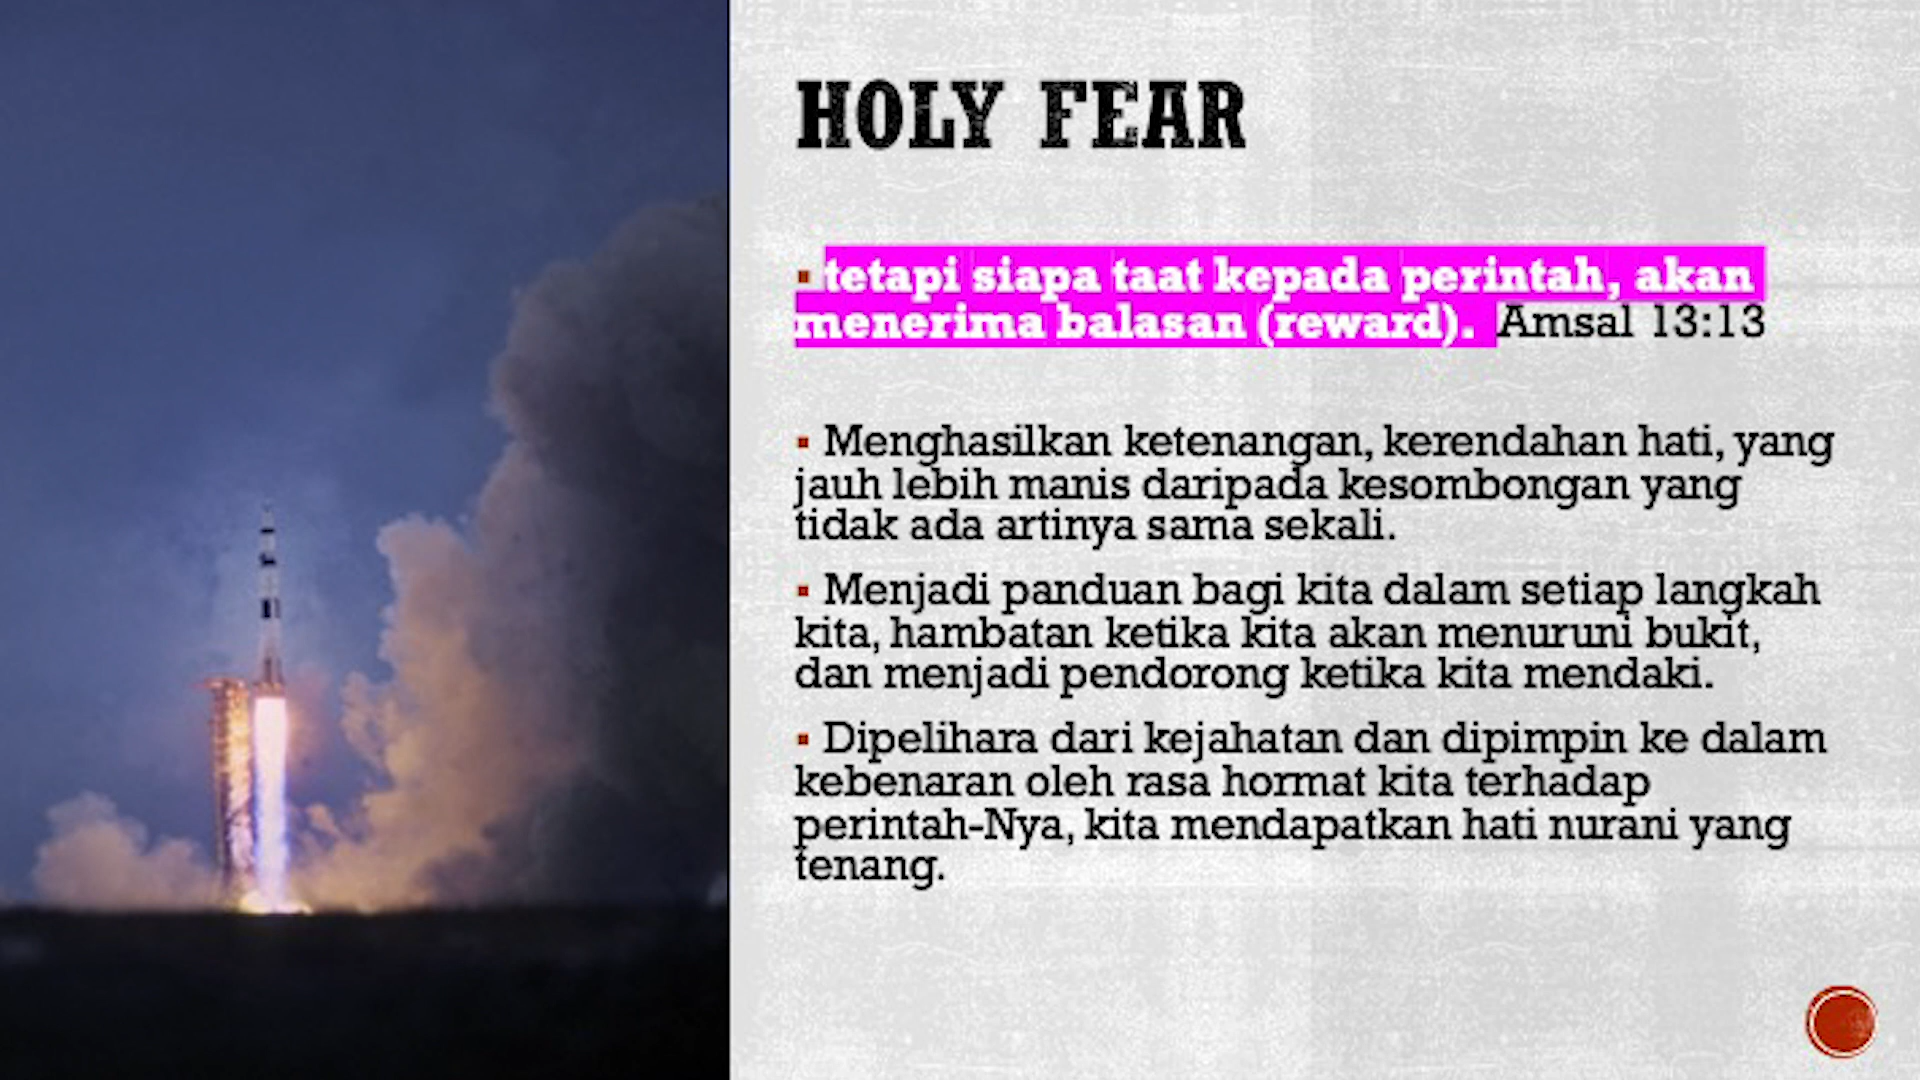 HOLY FEAR
▪ tetapi siapa taat kepada perintah, akan
menerima balasan (reward). Amsal 13:13
▪ Menghasilkan ketenangan, kerendahan hati, yang
jauh lebih manis daripada kesombongan yang
tidak ada artinya sama sekali.
▪ Menjadi panduan bagi kita dalam setiap langkah
kita, hambatan ketika kita akan menuruni bukit,
dan menjadi pendorong ketika kita mendaki.
▪ Dipelihara dari kejahatan dan dipimpin ke dalam
kebenaran oleh rasa hormat kita terhadap
perintah-Nya, kita mendapatkan hati nurani yang
tenang.